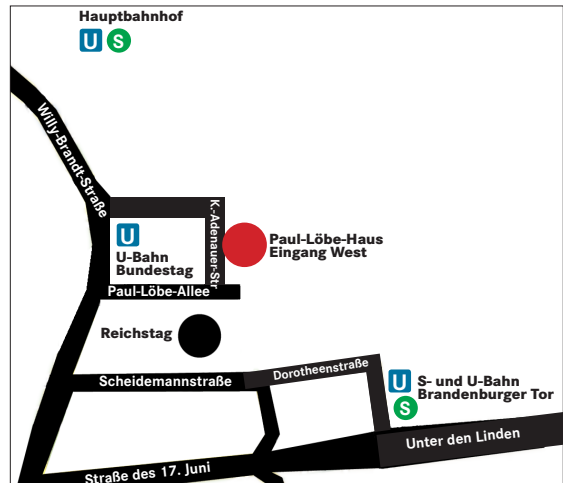 Hauptbahnhof
U S
Willy-Brandt-Straße
K.-Adenauer-Str
U
U-Bahn
Bundestag
Paul-Löbe-Haus
Eingang West
Paul-Löbe-Allee
Reichstag
Scheidemannstraße
Dorotheenstraße
U
S
S- und U-Bahn
Brandenburger Tor
Unter den Linden
Straße des 17. Juni